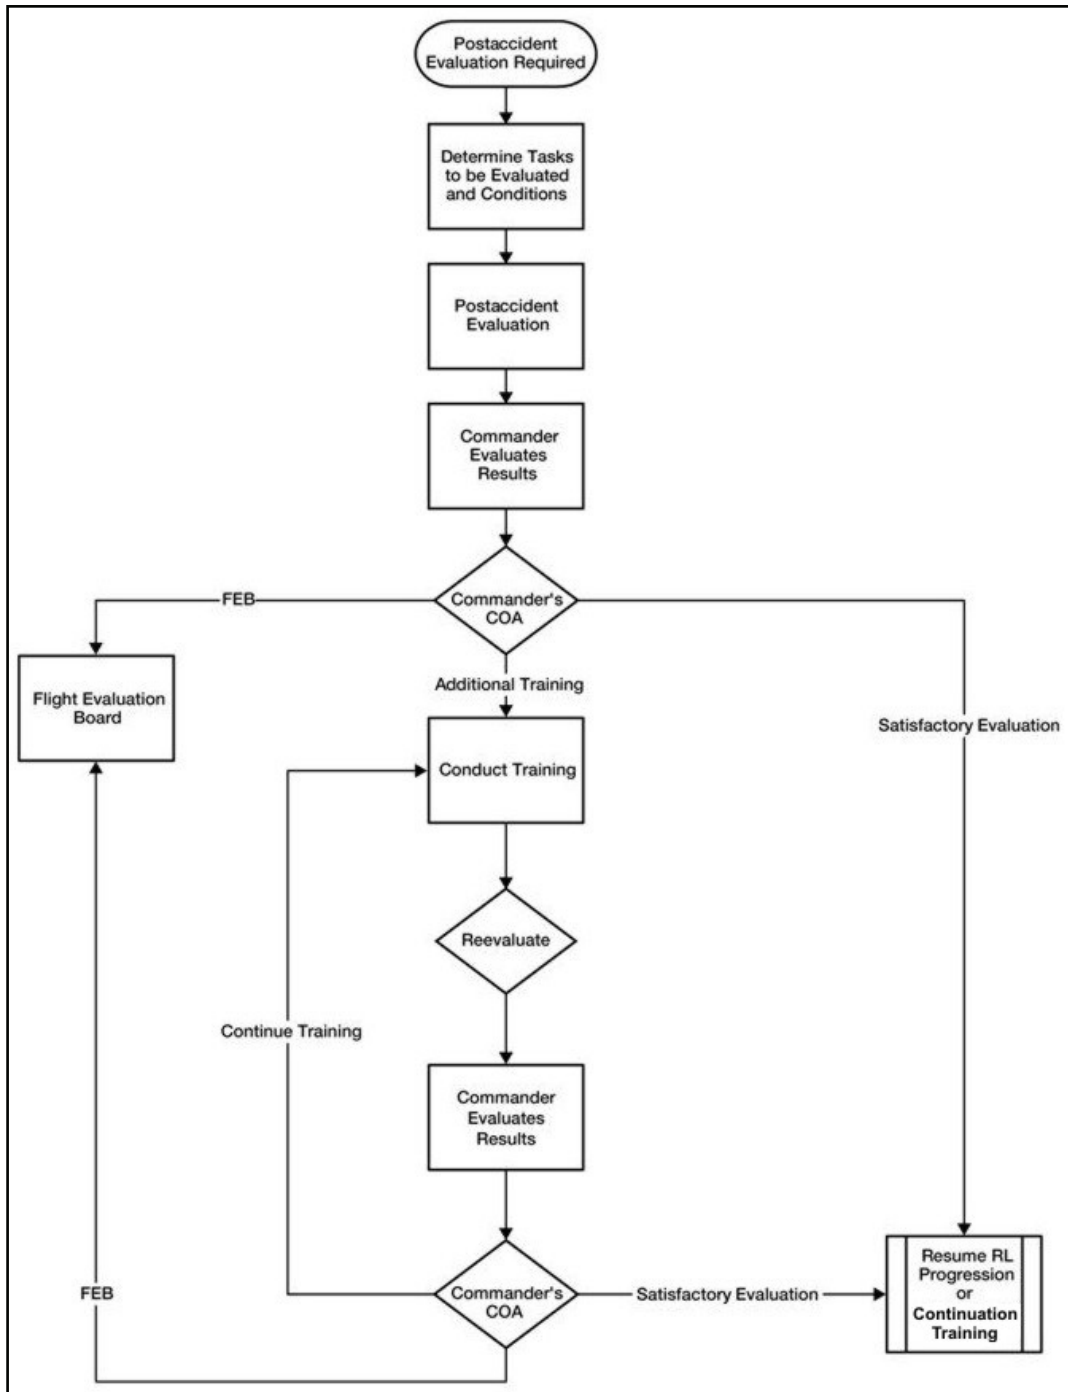 Postaccident
Evaluation Required
Determine Tasks
to be Evaluated
and Conditions
Postaccident
Evaluation
Commander
Evaluates
Results
Commander's
COA
FEB
Additional Training
Satisfactory Evaluation
Flight Evaluation
Board
Conduct Training
Reevaluate
Continue Training
Commander
Evaluates
Results
Commander's
COA
FEB
Satisfactory Evaluation
Resume RL
Progression
or
Continuation
Training